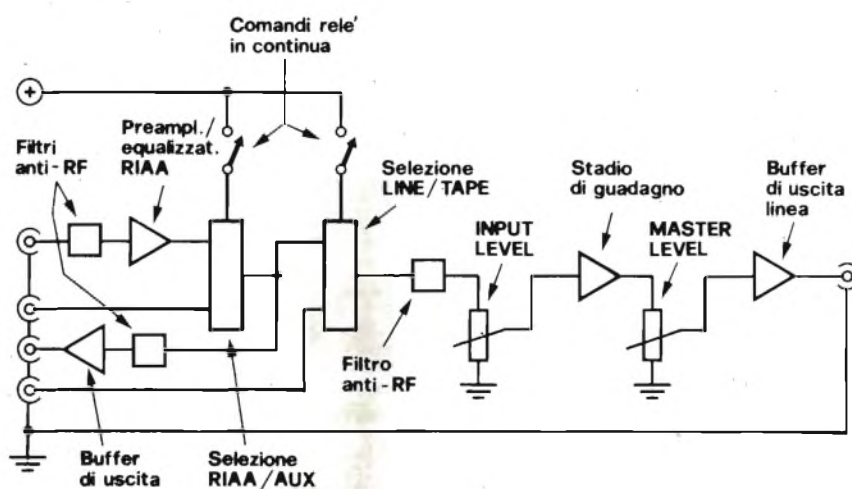 Comandi rele'
in continua
+
Preampl./
equalizzat.
RIAA
Filtri
anti-RF
Selezione
LINE/TAPE
Stadio
di guadagno
Buffer
di uscita
linea
INPUT
LEVEL
MASTER
LEVEL
Filtro
anti-RF
Buffer
di uscita
Selezione
RIAA/AUX